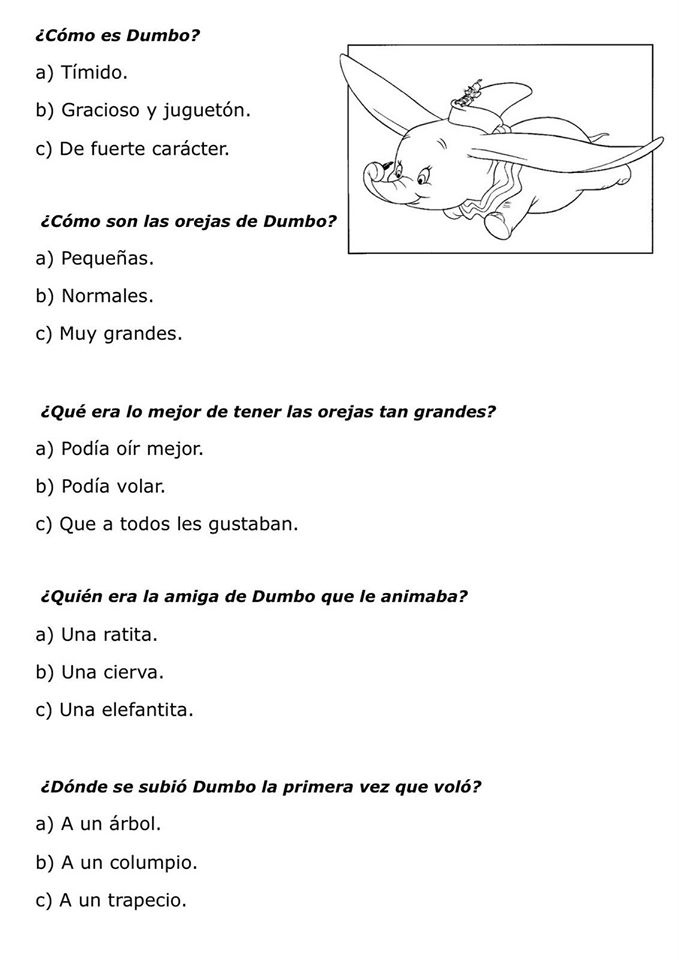 ¿Cómo es Dumbo?
a) Tímido.
b) Gracioso y juguetón.
c) De fuerte carácter.
¿Cómo son las orejas de Dumbo?
a) Pequeñas.
b) Normales.
c) Muy grandes.
¿Qué era lo mejor de tener las orejas tan grandes?
a) Podía oír mejor.
b) Podía volar.
c) Que a todos les gustaban.
¿Quién era la amiga de Dumbo que le animaba?
a) Una ratita.
b) Una cierva.
c) Una elefantita.
¿Dónde se subió Dumbo la primera vez que voló?
a) A un árbol.
b) A un columpio.
c) A un trapecio.